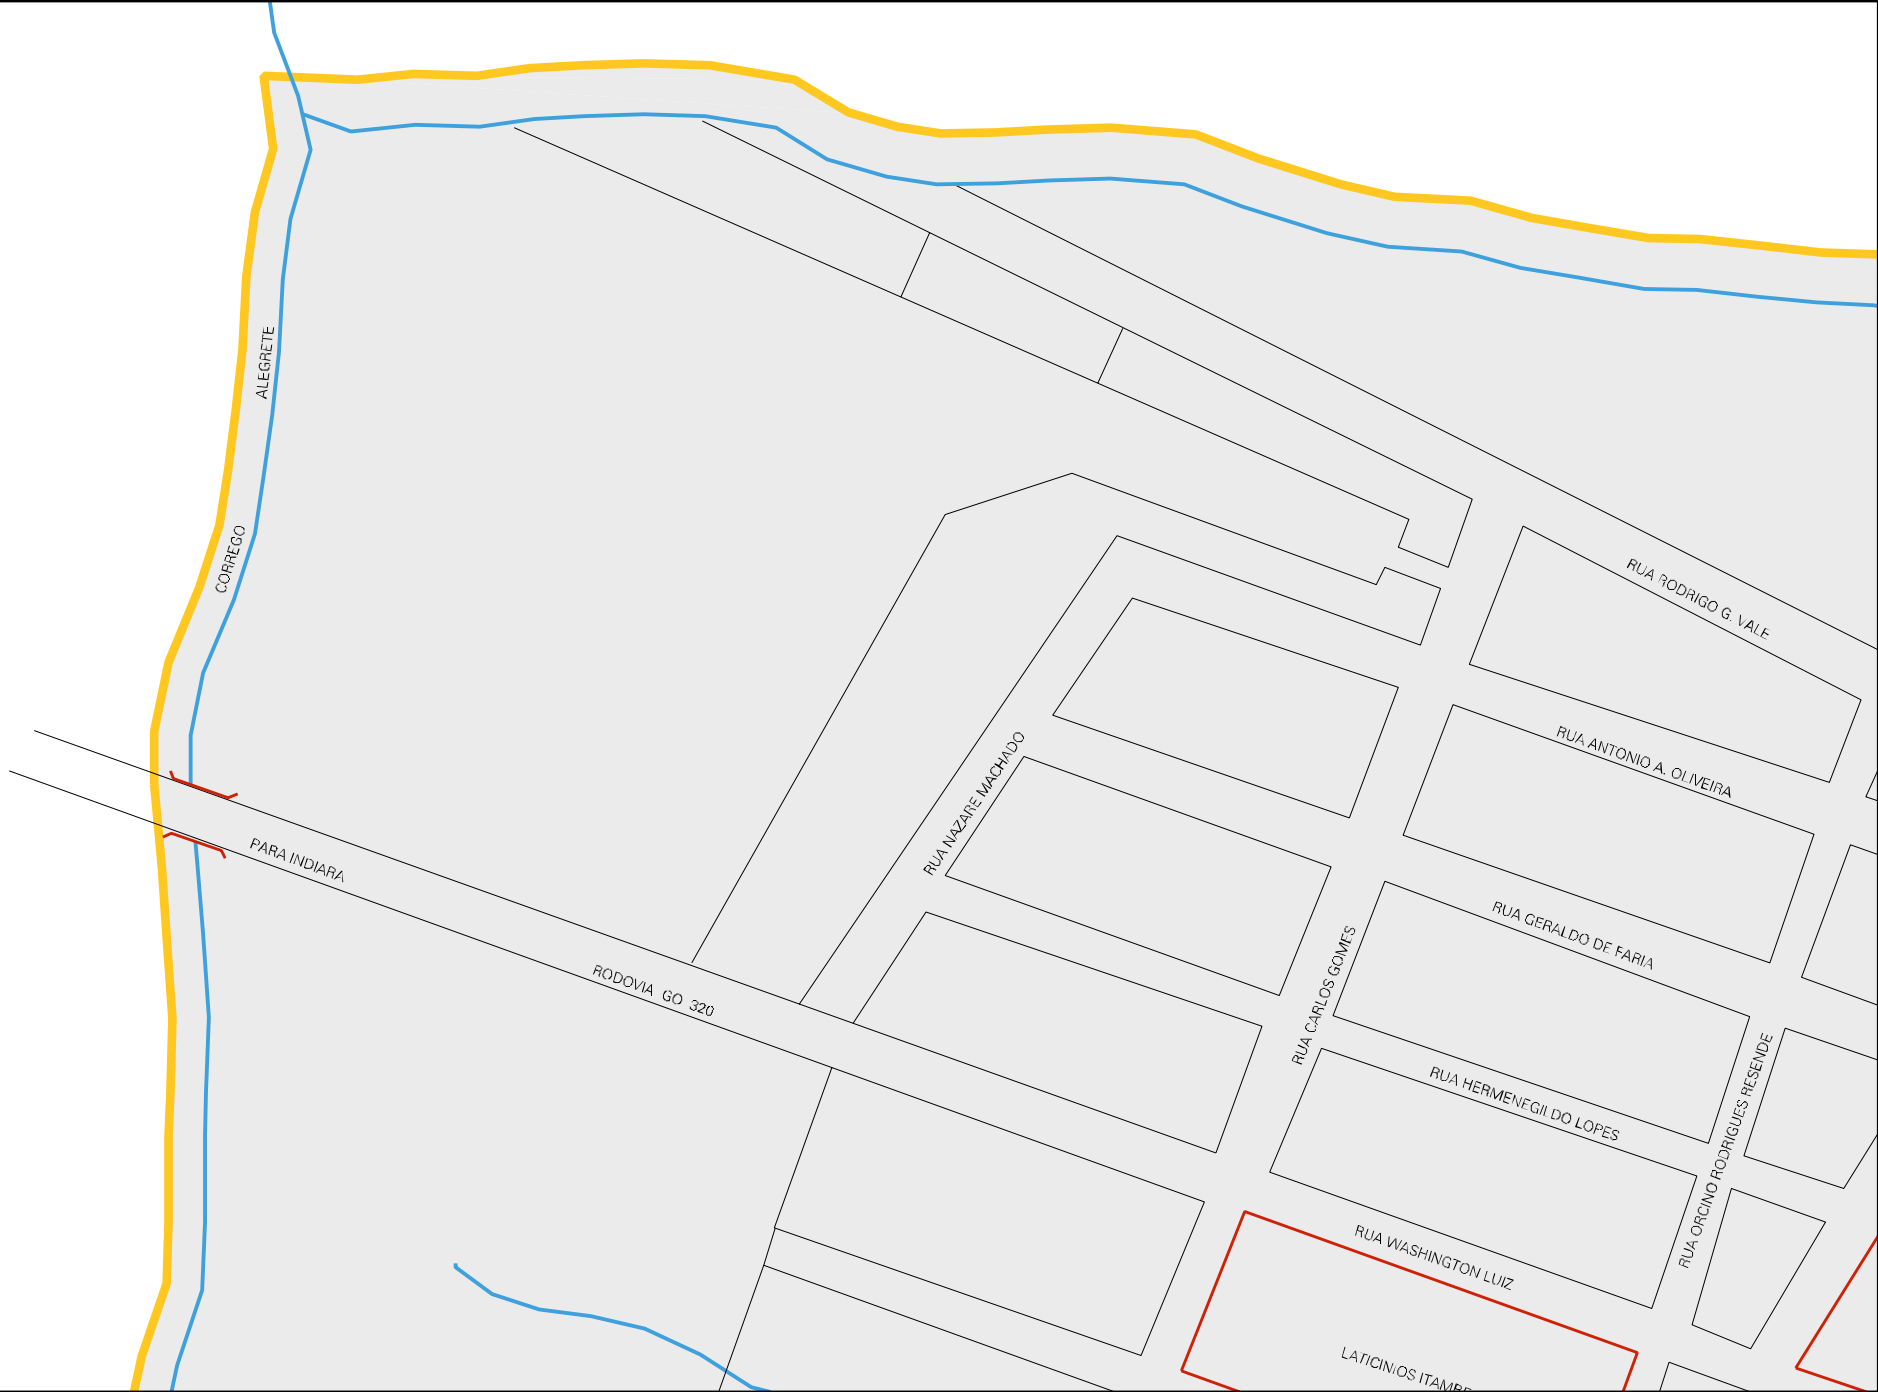 ALEGRETE
CORREGO
RUA RODRIGO G. VALE
RUA ANTONIO A. OLIVEIRA
RUA NAZARE MACHADO
PARA INDIARA
RUA GERALDO DE FARIA
RUA CARLOS GOMES
RODOVIA GO 320
RUA HERMENEGILDO LOPES
RUA ORCINO RODRIGUES RESENDE
RUA WASHINGTON LUIZ
LATICINIOS